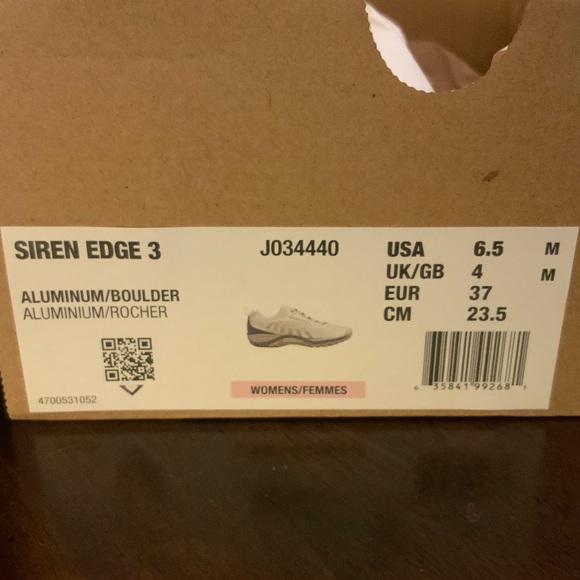 SIREN EDGE 3
J034440
ALUMINUM/BOULDER
ALUMINIUM/ROCHER
4700531052
WOMENS/FEMMES
USA 6.5 M
UK/GB 4 M
EUR 37
CM 23.5
6 35841 99268 1